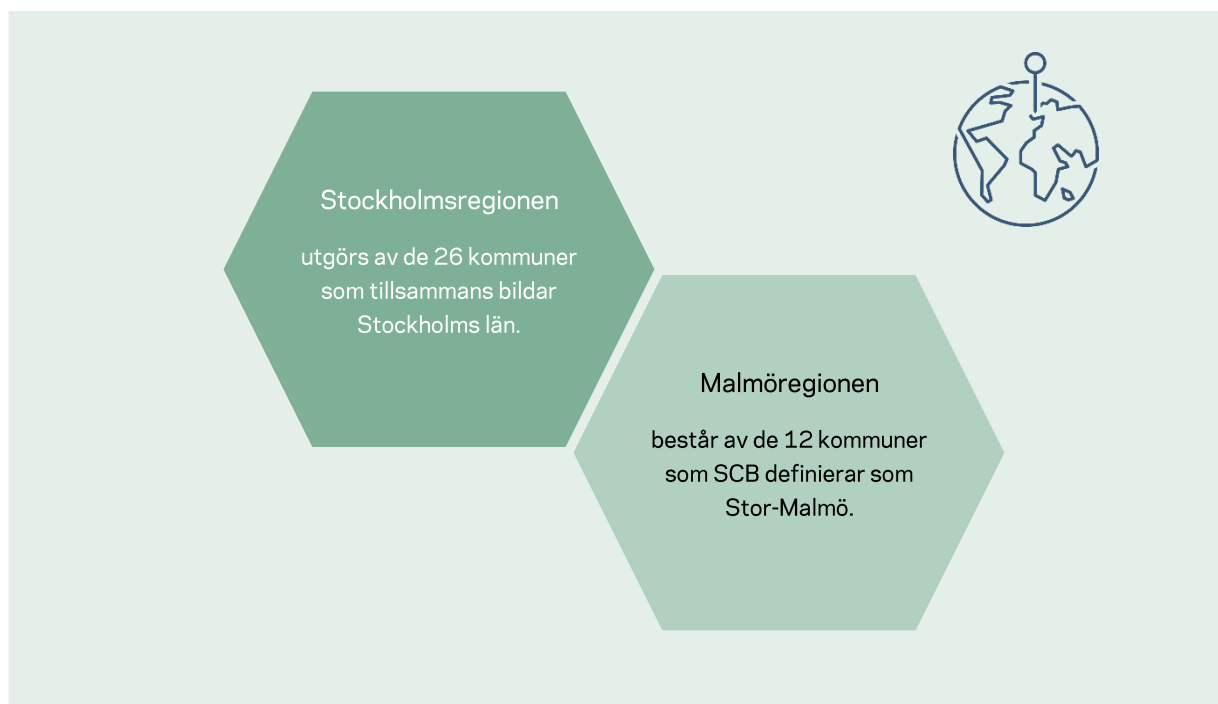 Stockholmsregionen
utgörs av de 26 kommuner
som tillsammans bildar
Stockholms län.
Malmöregionen
består av de 12 kommuner
som SCB definierar som
Stor-Malmö.